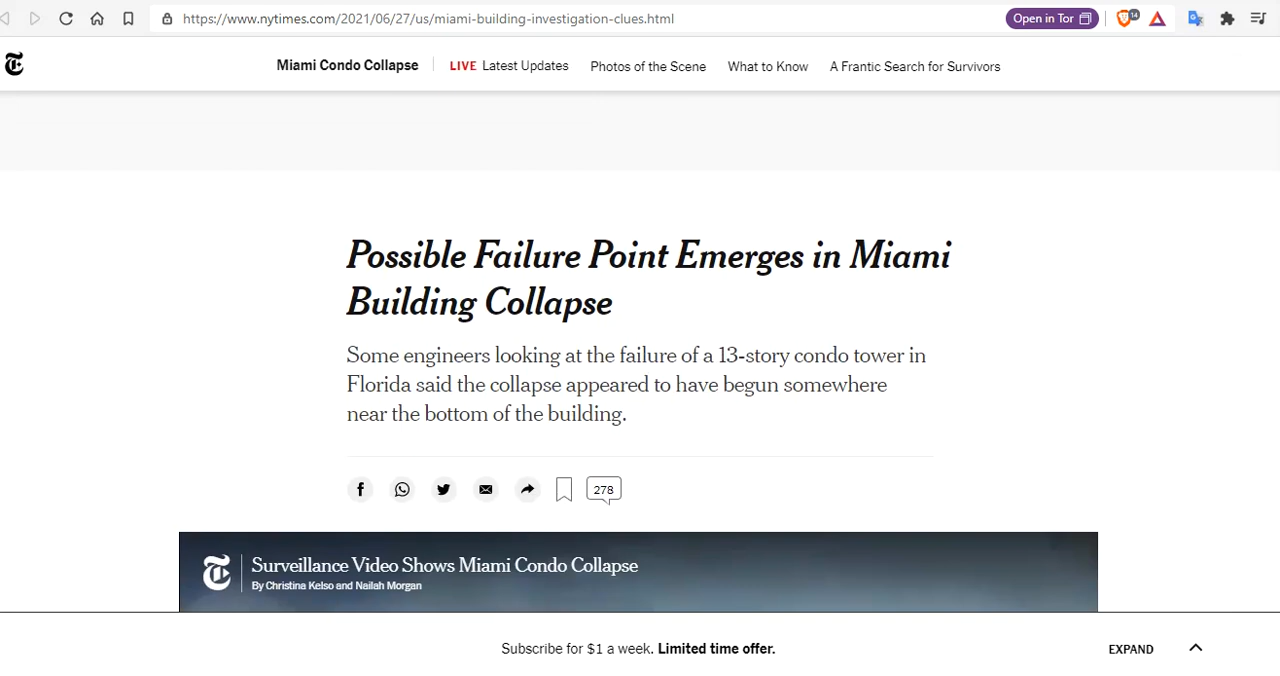 https://www.nytimes.com/2021/06/27/us/miami-building-investigation-clues.html
Open in Tor
14
Miami Condo Collapse
LIVE Latest Updates
Photos of the Scene
What to Know
A Frantic Search for Survivors
Possible Failure Point Emerges in Miami
Building Collapse
Some engineers looking at the failure of a 13-story condo tower in
Florida said the collapse appeared to have begun somewhere
near the bottom of the building.
278
Surveillance Video Shows Miami Condo Collapse
By Christina Kelso and Nailah Morgan
Subscribe for $1 a week. Limited time offer.
EXPAND